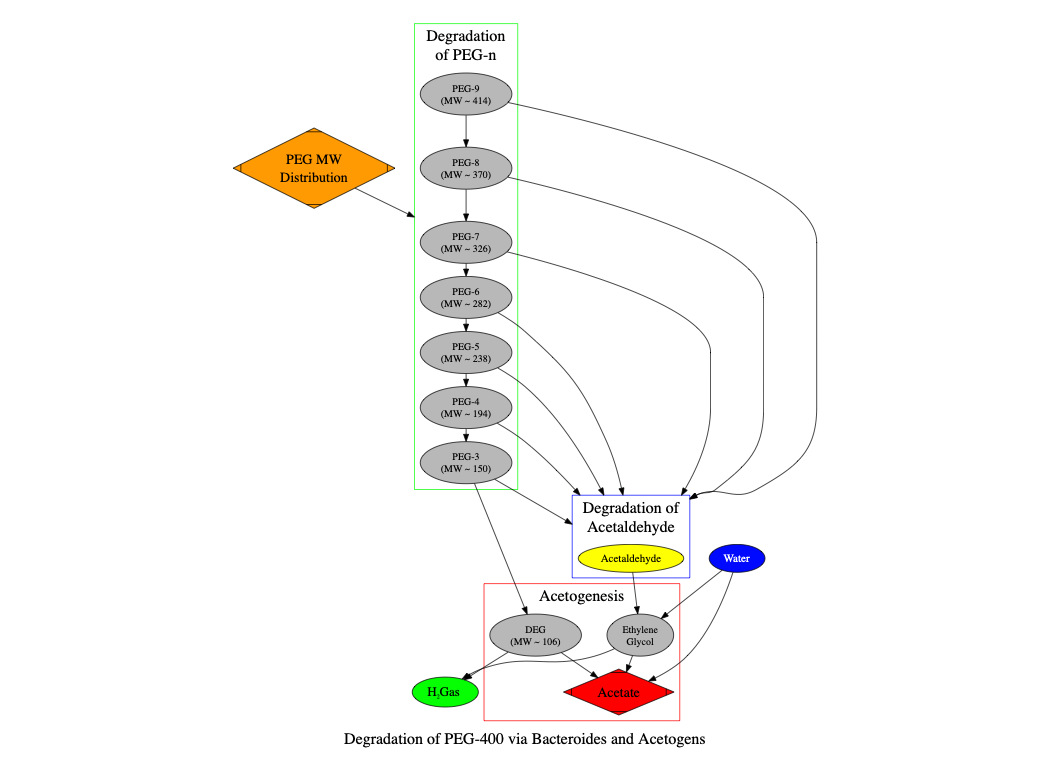 Degradation
of PEG-n
PEG-9
(MW ~ 414)
PEG MW
Distribution
PEG-8
(MW ~ 370)
PEG-7
(MW ~ 326)
PEG-6
(MW ~ 282)
PEG-5
(MW ~ 238)
PEG-4
(MW ~ 194)
PEG-3
(MW ~ 150)
Degradation of
Acetaldehyde
Acetaldehyde
Water
Acetogenesis
DEG
(MW ~ 106)
Ethylene
Glycol
H₂Gas
Acetate
Degradation of PEG-400 via Bacteroides and Acetogens